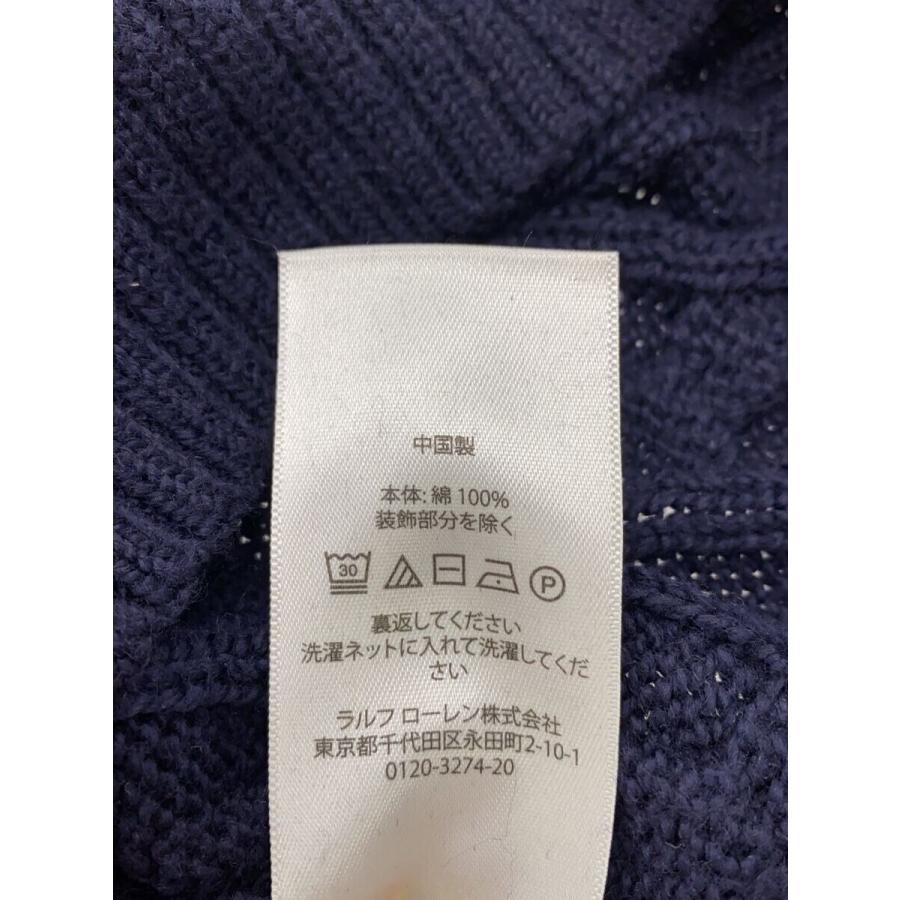 中国製
本体: 綿 100%
装飾部分を除く
30 P
裏返してください
洗濯ネットに入れて洗濯してくだ
さい
ラルフ ローレン株式会社
東京都千代田区永田町2-10-1
0120-3274-20